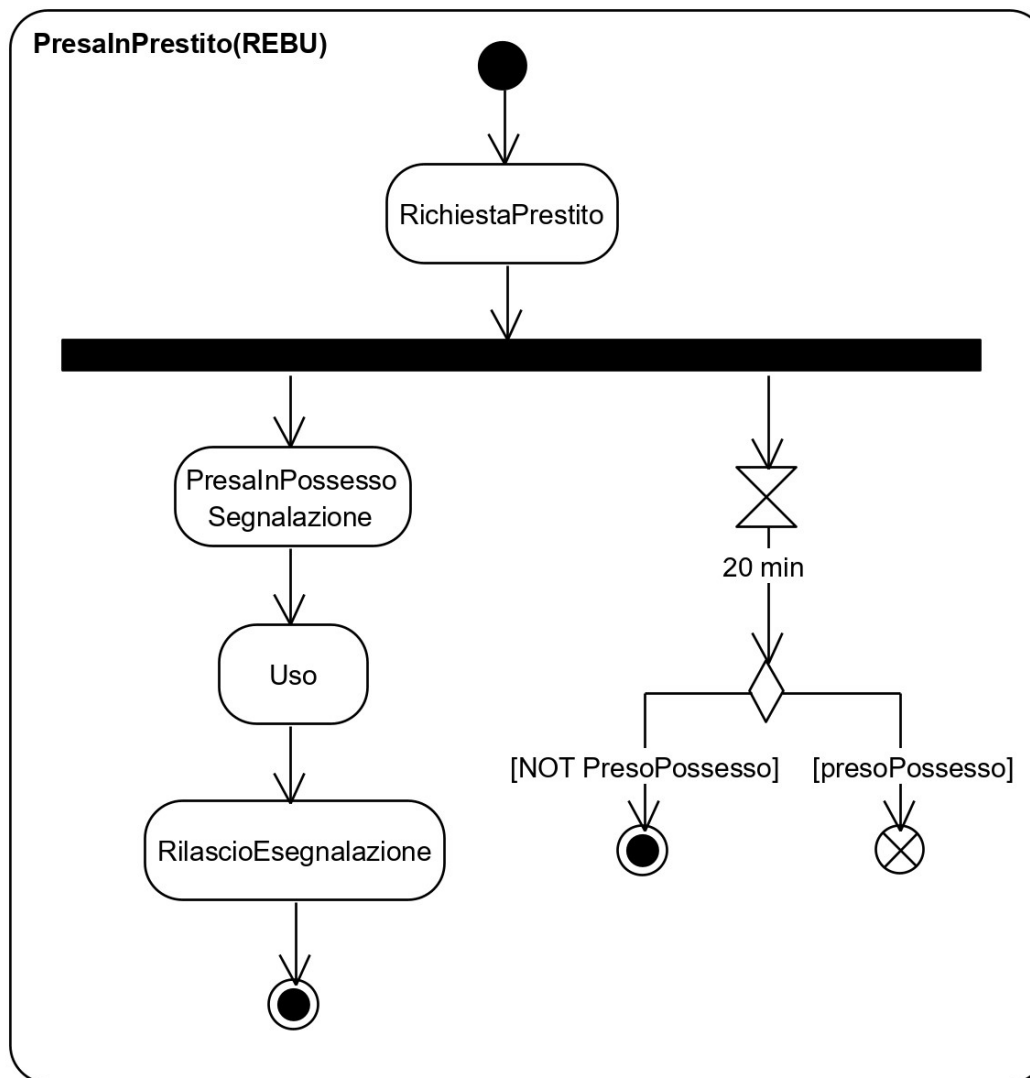 PresaInPrestito(REBU)
RichiestaPrestito
PresaInPossesso
Segnalazione
20 min
Uso
[NOT PresoPossesso]
[presoPossesso]
RilascioEsegnalazione